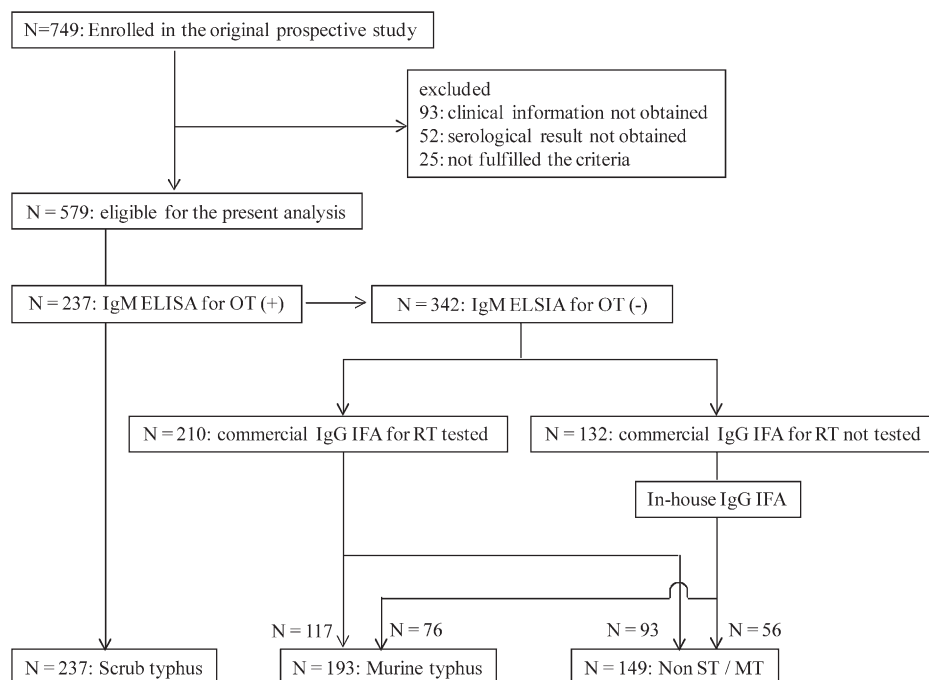 N=749: Enrolled in the original prospective study
excluded
93: clinical information not obtained
52: serological result not obtained
25: not fulfilled the criteria
N = 579: eligible for the present analysis
N = 237: IgM ELISA for OT (+)
N = 342: IgM ELSIA for OT (-)
N = 210: commercial IgG IFA for RT tested
N = 132: commercial IgG IFA for RT not tested
In-house IgG IFA
N = 117
N = 76
N = 93
N = 56
N = 237: Scrub typhus
N = 193: Murine typhus
N = 149: Non ST / MT